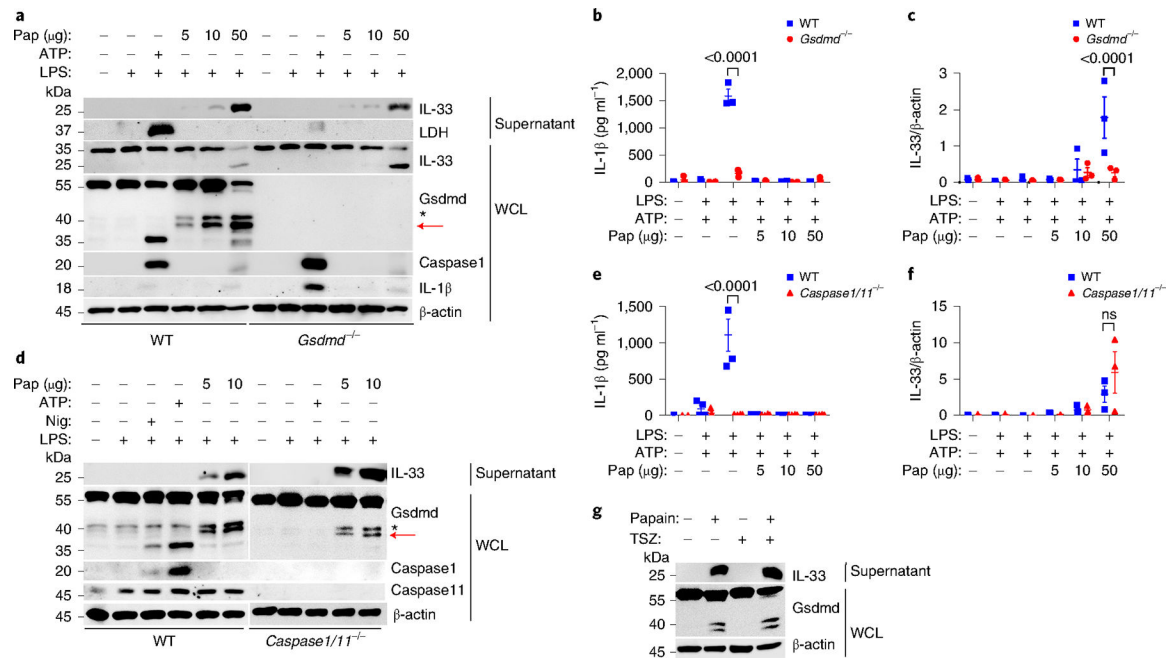 a
Pap (μg): 5 10 50 5 10 50
ATP: – – + – – – – – + – – –
LPS: – + + + + + – + + + + +
kDa
25 IL-33
37 LDH
Supernatant
35
25 IL-33
55
Gsdmd
40 *
35
20 Caspase1
18 IL-1β
45 β-actin
WCL
WT Gsdmd–/–
b
WT
Gsdmd–/–
<0.0001
IL-1β (pg ml–1)
2,000
1,500
1,000
500
0
LPS: – + + + + +
ATP: – + + + + +
Pap (μg): – – – 5 10 50
c
WT
Gsdmd–/–
<0.0001
IL-33/β-actin
3
2
1
0
LPS: – + + + + +
ATP: – + + + + +
Pap (μg): – – – 5 10 50
d
Pap (μg): – – – – 5 10 – – – 5 10
ATP: – – – + – – – – + – –
Nig: – – + – – – – – – – –
LPS: – + + + + + – + + + +
kDa
25 IL-33 Supernatant
55
Gsdmd
40 *
35
20 Caspase1
45 Caspase11
45 β-actin
WCL
WT Caspase1/11–/–
e
WT
Caspase1/11–/–
<0.0001
IL-1β (pg ml–1)
1,500
1,000
500
0
LPS: – + + + + +
ATP: – + + + + +
Pap (μg): – – – 5 10 50
f
WT
Caspase1/11–/–
ns
IL-33/β-actin
15
10
5
0
LPS: – + + + + +
ATP: – + + + + +
Pap (μg): – – – 5 10 50
g
Papain: – + – +
TSZ: – – + +
kDa
25 IL-33 Supernatant
55
Gsdmd
40
45 β-actin
WCL